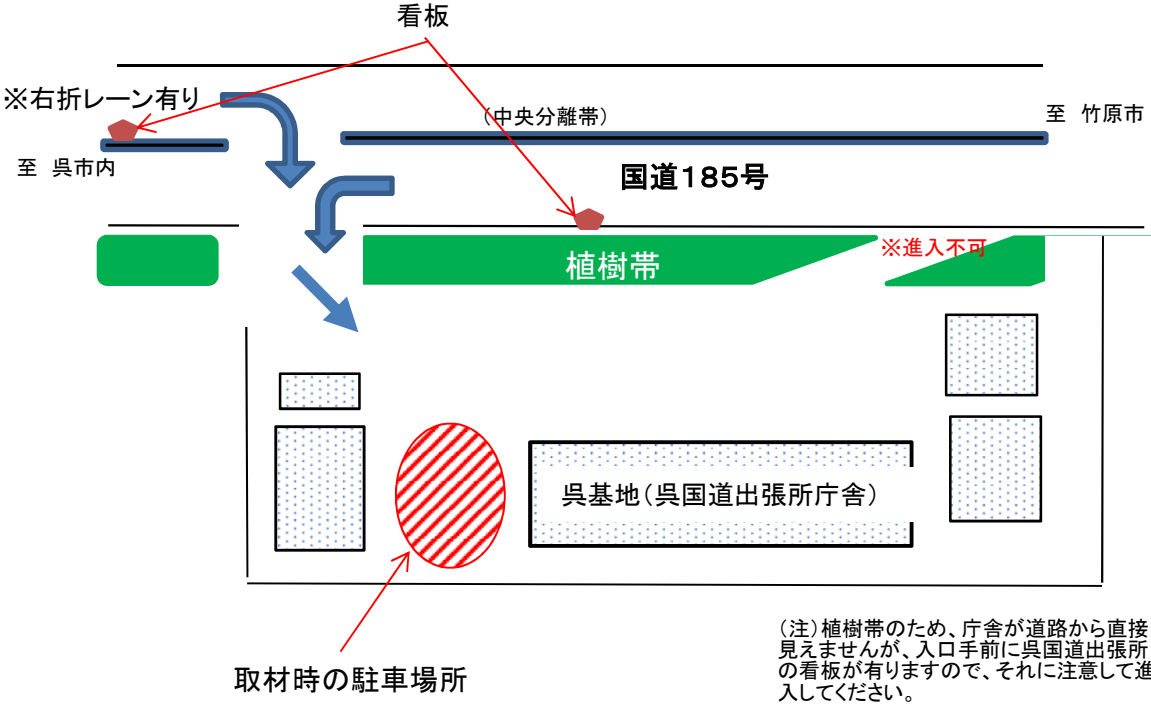 看板
※右折レーン有り
(中央分離帯)
至 竹原市
至 呉市内
国道185号
※進入不可
植樹帯
呉基地(呉国道出張所庁舎)
(注)植樹帯のため、庁舎が道路から直接
見えませんが、入口手前に呉国道出張所
の看板が有りますので、それに注意して進
入してください。
取材時の駐車場所